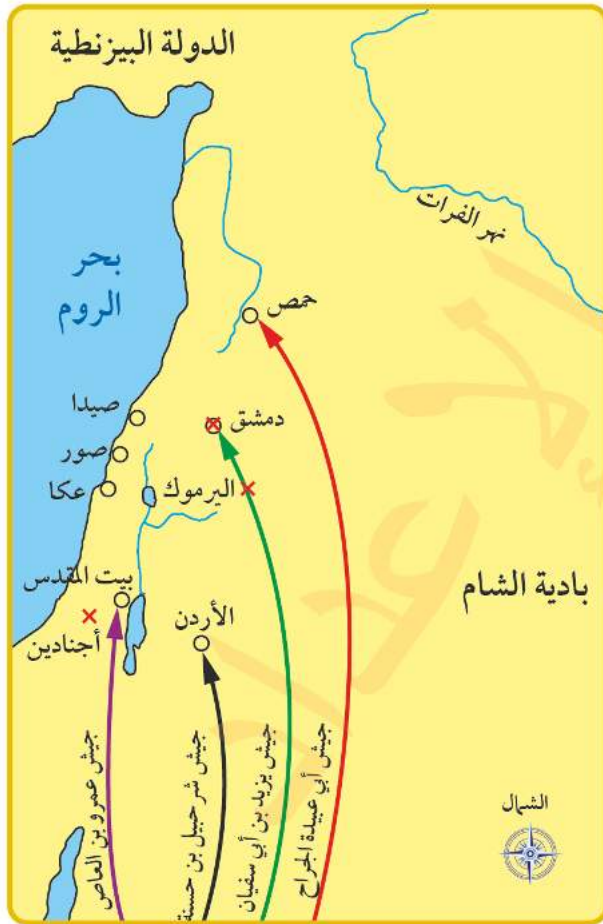 الدولة البيزنطية
نهر الفرات
بحر
الروم
حمص
صيدا
دمشق
صور
عكا
اليرموك
بيت المقدس
أجنادين
الأردن
بادية الشام
جيش عمرو بن العاص
جيش شرحبيل بن حسنة
جيش يزيد بن أبي سفيان
جيش أبي عبيدة الجراح
الشمال